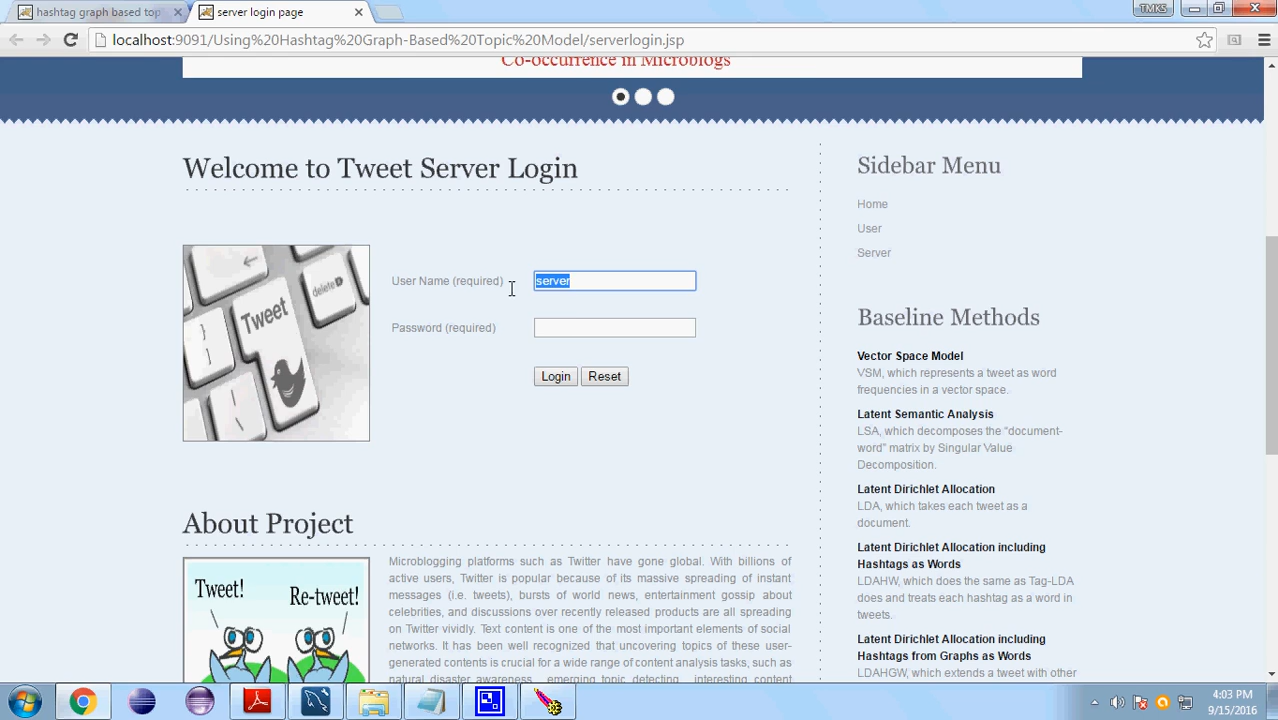 hashtag graph based top
server login page
TMKS
localhost:9091/Using%20Hashtag%20Graph-Based%20Topic%20Model/serverlogin.jsp
Co-occurrence in Microblogs
Welcome to Tweet Server Login
Tweet
delete
User Name (required)
server
Password (required)
Login
Reset
About Project
Tweet!
Re-tweet!
Microblogging platforms such as Twitter have gone global. With billions of
active users, Twitter is popular because of its massive spreading of instant
messages (i.e. tweets), bursts of world news, entertainment gossip about
celebrities, and discussions over recently released products are all spreading
on Twitter vividly. Text content is one of the most important elements of social
networks. It has been well recognized that uncovering topics of these user-
generated contents is crucial for a wide range of content analysis tasks, such as
natural disaster awareness, emerging topic detecting, interesting content
Sidebar Menu
Home
User
Server
Baseline Methods
Vector Space Model
VSM, which represents a tweet as word
frequencies in a vector space.
Latent Semantic Analysis
LSA, which decomposes the "document-
word" matrix by Singular Value
Decomposition.
Latent Dirichlet Allocation
LDA, which takes each tweet as a
document.
Latent Dirichlet Allocation including
Hashtags as Words
LDAHW, which does the same as Tag-LDA
does and treats each hashtag as a word in
tweets.
Latent Dirichlet Allocation including
Hashtags from Graphs as Words
LDAHGW, which extends a tweet with other
4:03 PM
9/15/2016